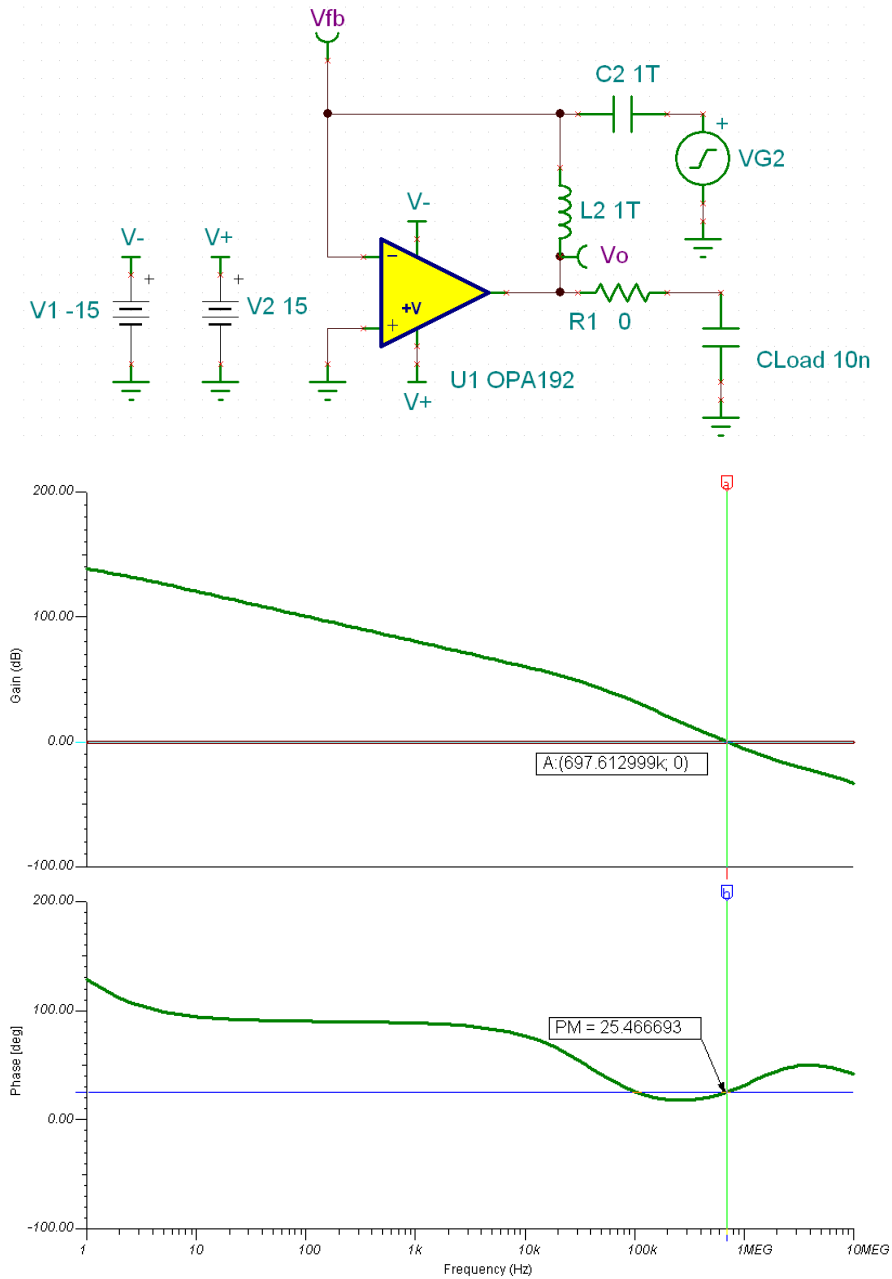 Vfb
C2 1T
+
VG2
V-
L2 1T
Vo
V-
V+
+
+
V1 -15
V2 15
−
+V
+
R1 0
CLoad 10n
U1 OPA192
V+
a
200.00
100.00
Gain (dB)
0.00
A:(697.612999k; 0)
-100.00
b
200.00
100.00
PM = 25.466693
Phase [deg]
0.00
-100.00
1
10
100
1k
10k
100k
1MEG
10MEG
Frequency (Hz)